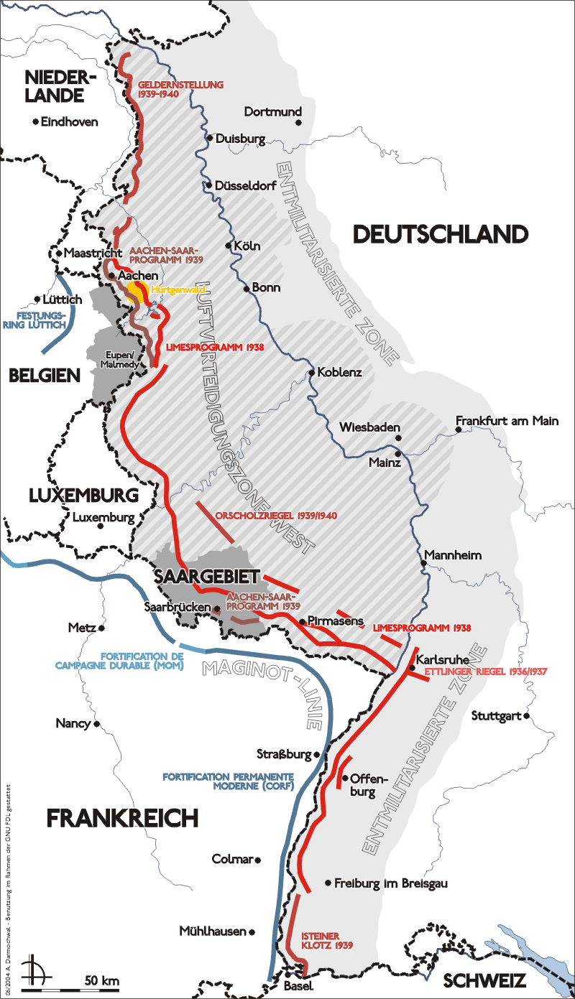 NIEDER-
LANDE
GELDERNSTELLUNG
1939-1940
Eindhoven
Dortmund
Duisburg
Düsseldorf
ENTMILITARISIERTE ZONE
DEUTSCHLAND
Köln
Maastricht
AACHEN-SAAR-
PROGRAMM 1939
Aachen
Hürtgenwald
Bonn
Lüttich
FESTUNGS-
RING LÜTTICH
LUFTVIRTEIDIGUNGSZONE WEST
LIMESPROGRAMM 1938
Eupen/
Malmedy
BELGIEN
Koblenz
Wiesbaden
Frankfurt am Main
Mainz
LUXEMBURG
Luxemburg
ORSCHOLZRIEGEL 1939/1940
Mannheim
SAARGEBIET
AACHEN-SAAR-
PROGRAMM 1939
Saarbrücken
Pirmasens
Metz
LIMESPROGRAMM 1938
FORTIFICATION DE
CAMPAGNE DURABLE (MOM)
MAGINOT-LINIE
Karlsruhe
ETTLINGER RIEGEL 1936/1937
ENTMILITARISIERTE ZONE
Nancy
Stuttgart
Straßburg
FORTIFICATION PERMANENTE
MODERNE (CORF)
Offen-
burg
FRANKREICH
Colmar
Freiburg im Breisgau
Mühlhausen
ISTEINER
KLOTZ 1939
Basel
SCHWEIZ
50 km
06/2004 A. Darmochwal - Benutzung im Rahmen der GNU FDL gestattet